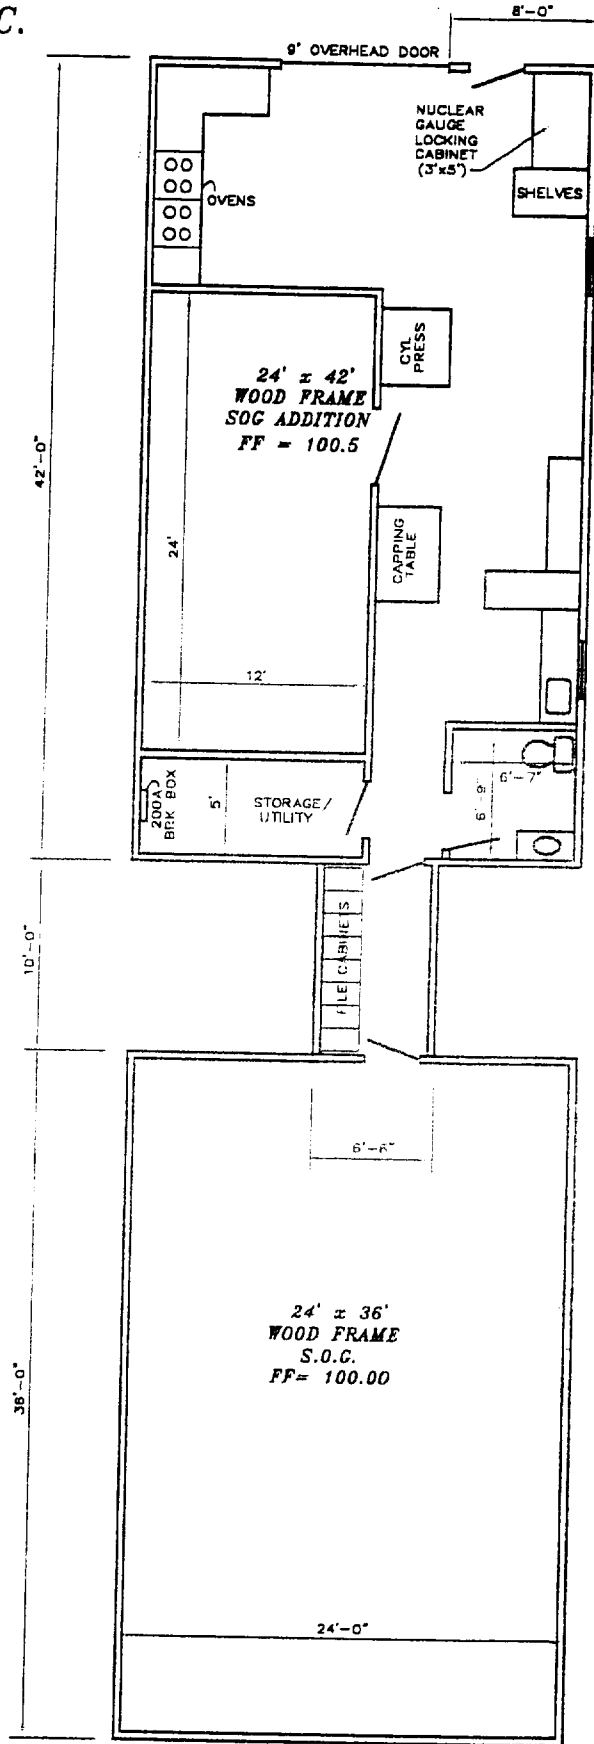 C.
8'-0"
9' OVERHEAD DOOR
NUCLEAR
GAUGE
LOCKING
CABINET
(3'x5')
OVENS
SHELVES
CYL
PRESS
24' x 42'
WOOD FRAME
SOG ADDITION
FF = 100.5
42'-0"
24'
CAPPING
TABLE
12'
6'-7"
6'-9"
200A
BRK BOX
5'
STORAGE/
UTILITY
10'-0"
FILE CABINETS
6'-6"
24' x 36'
WOOD FRAME
S.O.G.
FF= 100.00
36'-0"
24'-0"